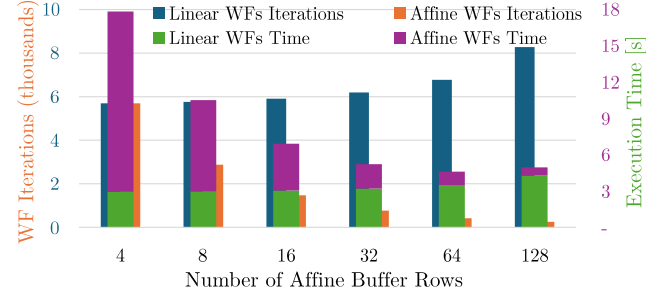 Linear WFs Iterations
Affine WFs Iterations
Linear WFs Time
Affine WFs Time
WF Iterations (thousands)
10
8
6
4
2
0
18
15
12
9
6
3
-
Execution Time [s]
4 8 16 32 64 128
Number of Affine Buffer Rows